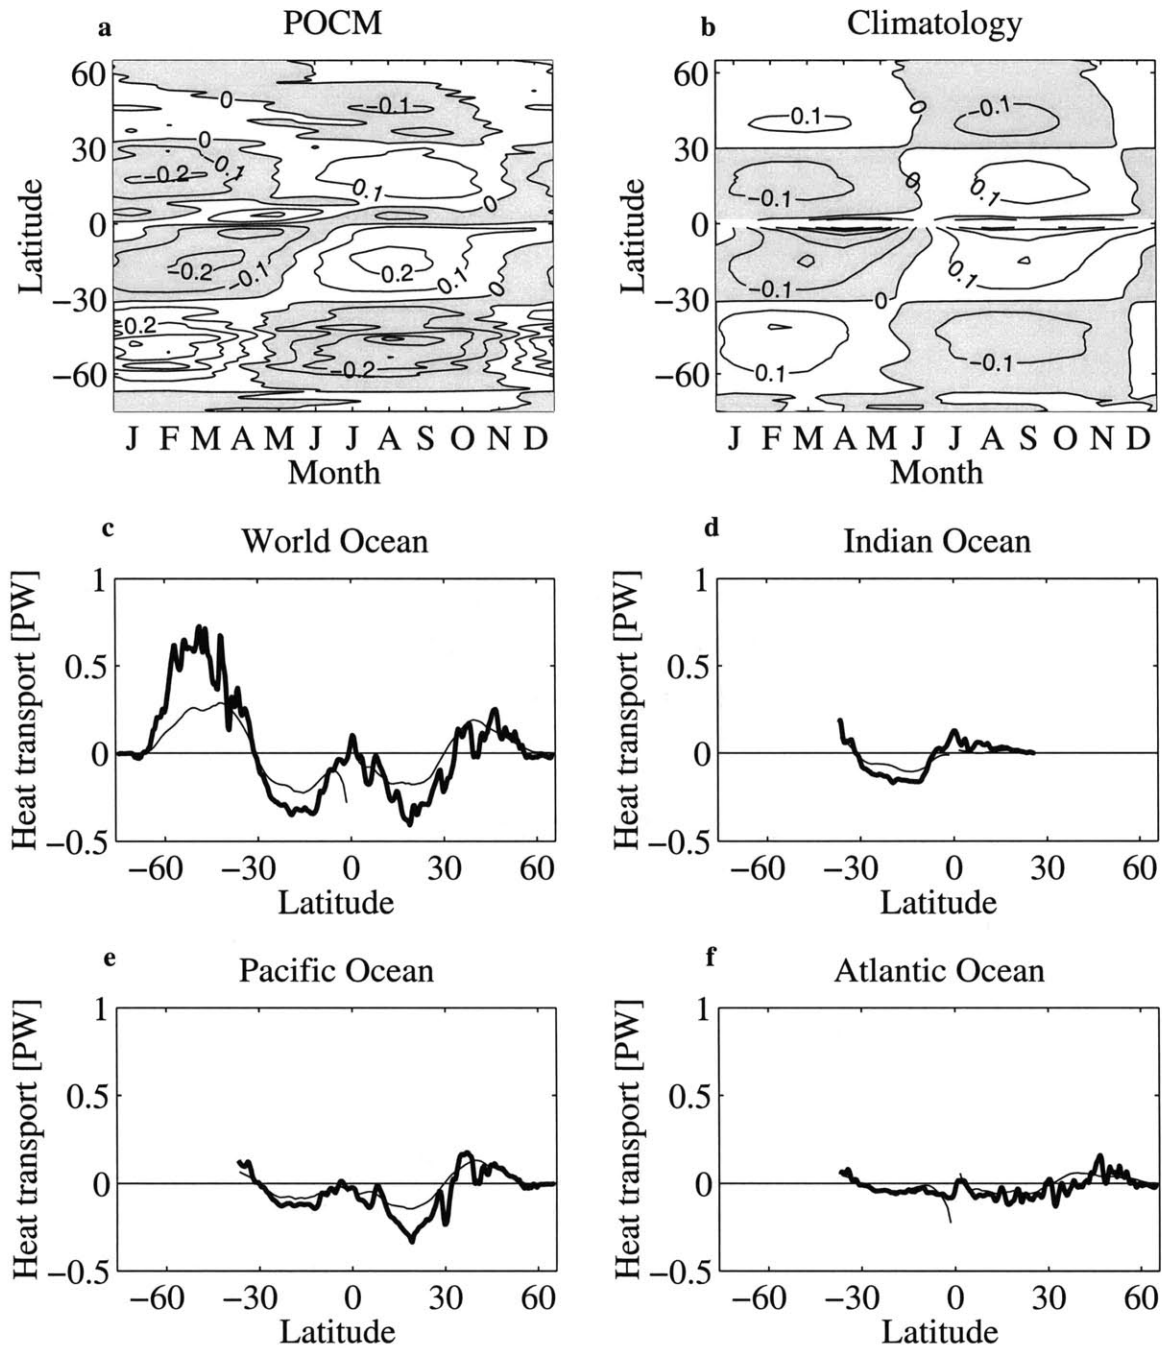 a POCM
b Climatology
60
30
0
−30
−60
Latitude
0
−0.1
0
−0.2
0.1
0.1
0
−0.2
−0.1
0.2
0.1
0
0.2
−0.2
J F M A M J J A S O N D
Month
60
30
0
−30
−60
Latitude
0.1
0
−0.1
−0.1
0
0.1
−0.1
0.1
0
0.1
−0.1
J F M A M J J A S O N D
Month
c World Ocean
Heat transport [PW]
1
0.5
0
−0.5
−60 −30 0 30 60
Latitude
d Indian Ocean
Heat transport [PW]
1
0.5
0
−0.5
−60 −30 0 30 60
Latitude
e Pacific Ocean
Heat transport [PW]
1
0.5
0
−0.5
−60 −30 0 30 60
Latitude
f Atlantic Ocean
Heat transport [PW]
1
0.5
0
−0.5
−60 −30 0 30 60
Latitude